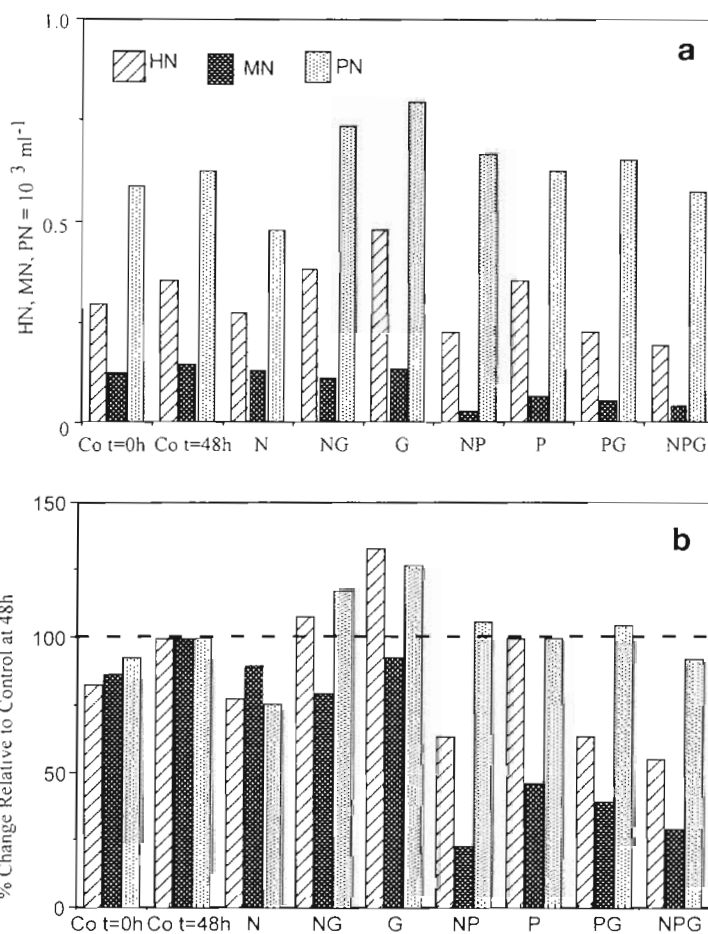 1.0
a
HN MN PN
HN, MN, PN = 10⁻³ ml⁻¹
0.5
0
Co t=0h Co t=48h N NG G NP P PG NPG
150
b
% Change Relative to Control at 48h
100
50
0
Co t=0h Co t=48h N NG G NP P PG NPG